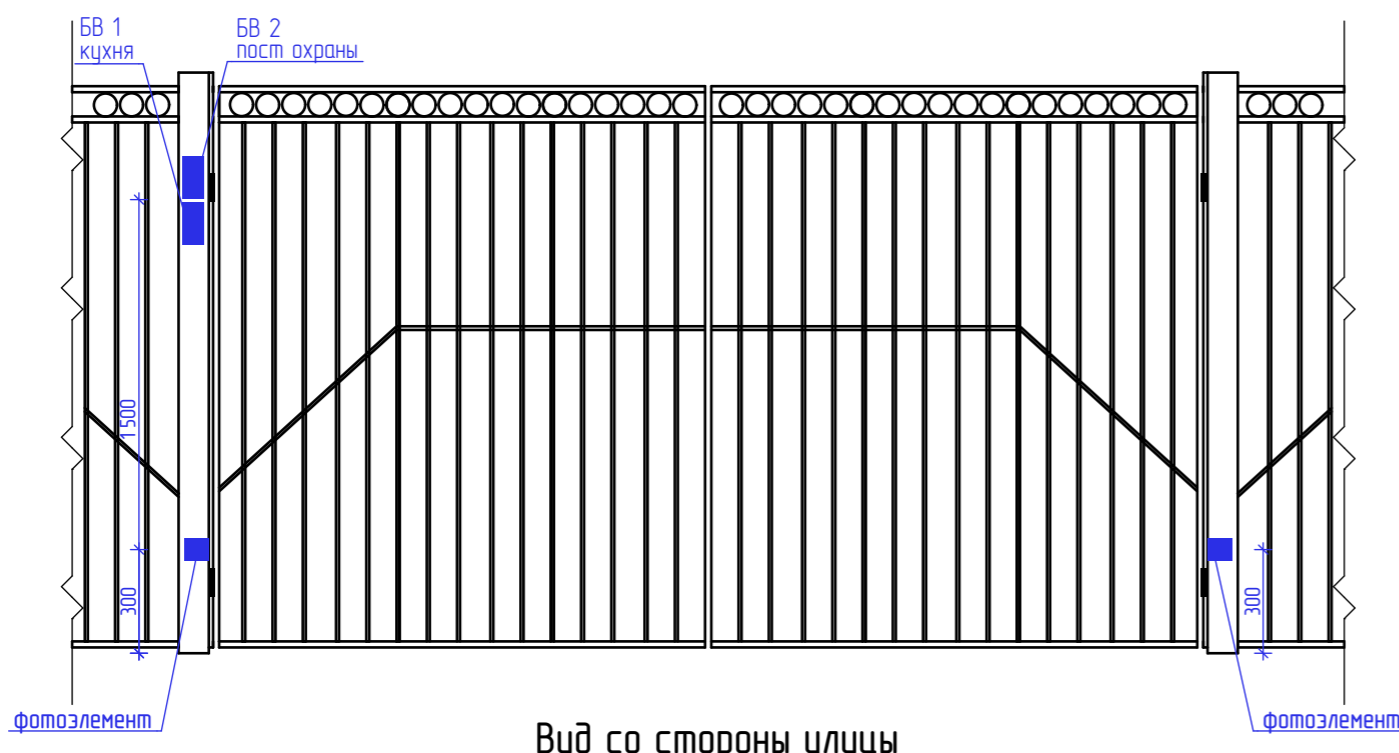 БВ 1
кухня
БВ 2
пост охраны
1500
300
300
фотоэлемент
фотоэлемент
Вид со стороны улицы